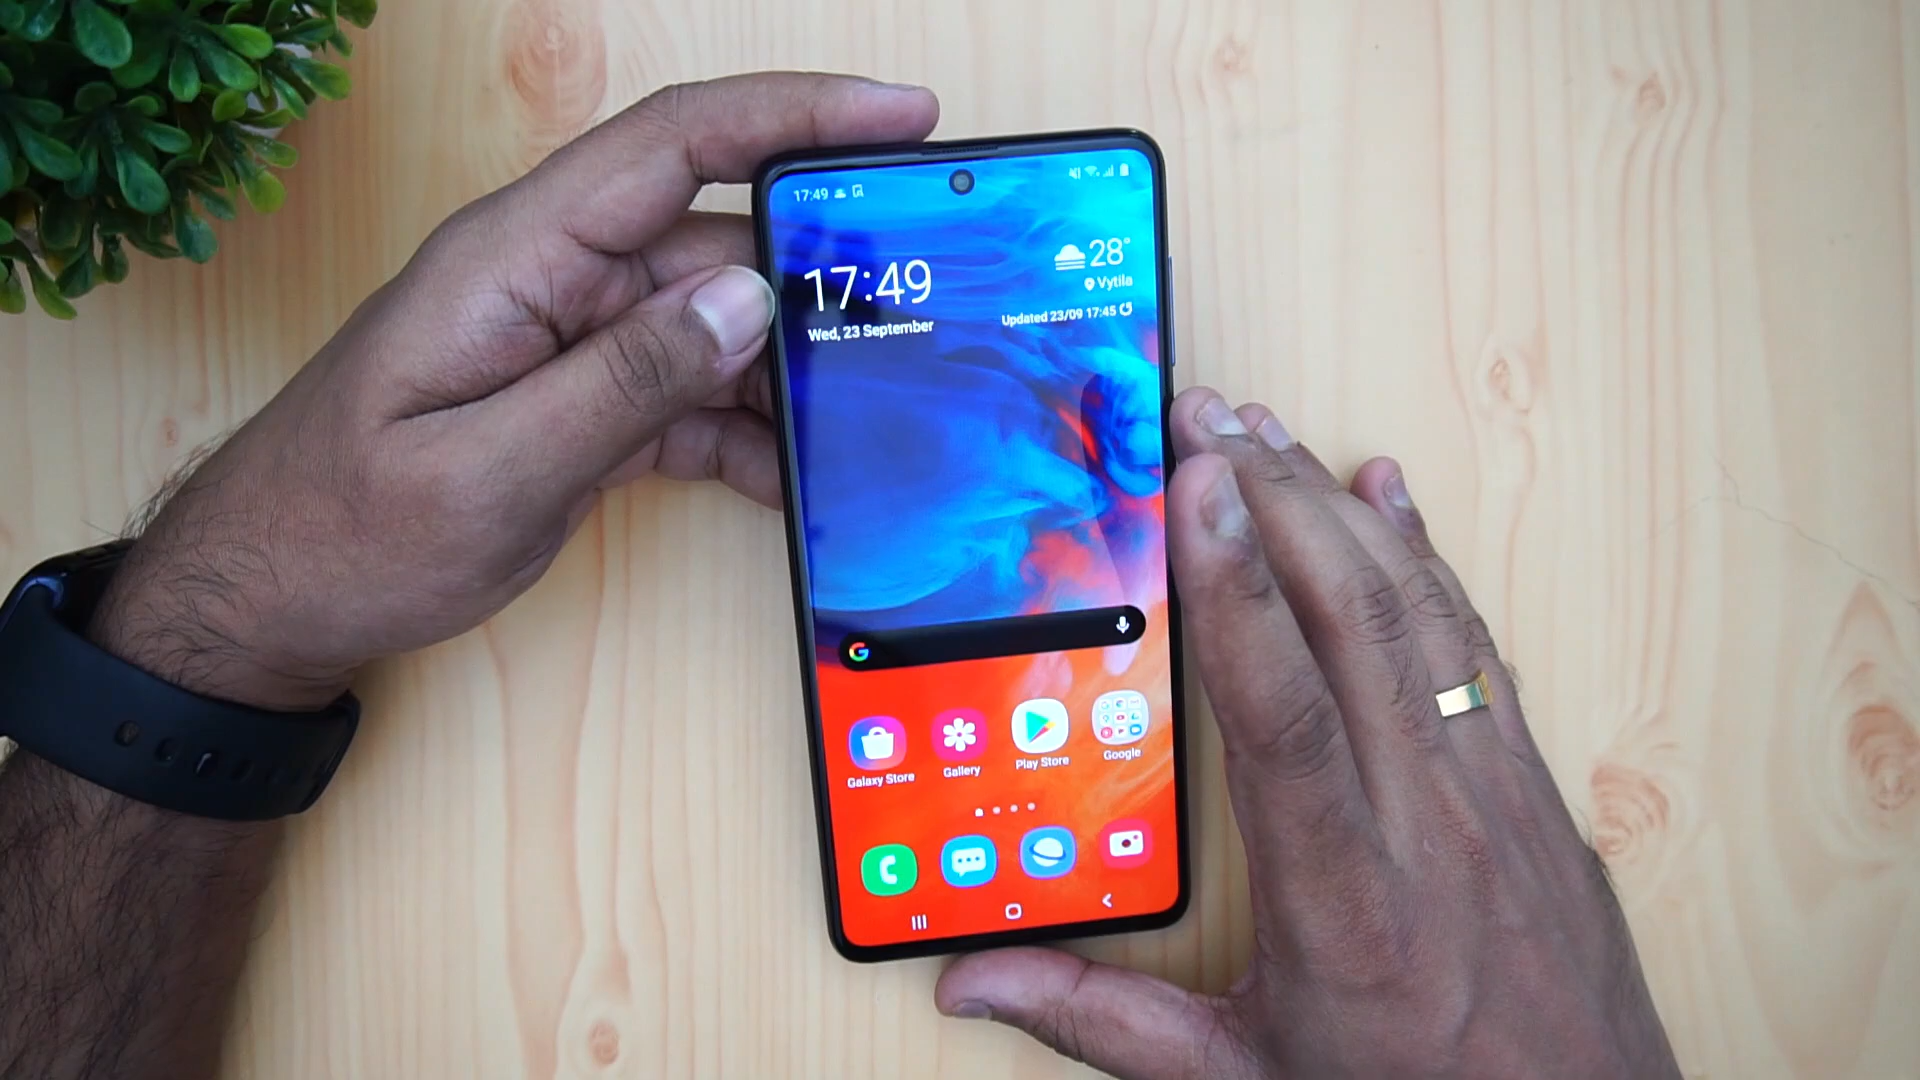 17:49
28°
Vytila
17:49
Wed, 23 September
Updated 23/09 17:45
G
Galaxy Store
Gallery
Play Store
Google